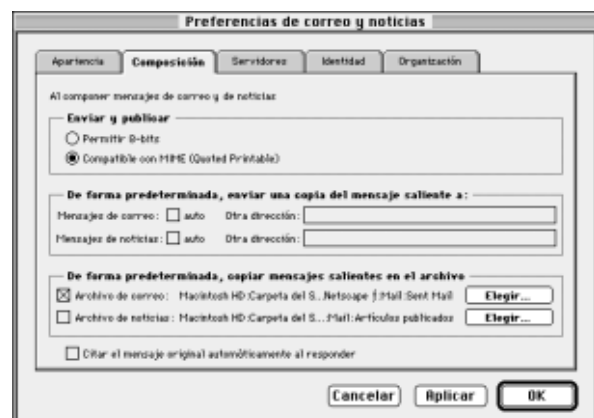 Preferencias de correo y noticias
Apariencia Composición Servidores Identidad Organización
Al componer mensajes de correo y de noticias
Enviar y publicar
Permitir 8-bits
Compatible con MIME (Quoted Printable)
De forma predeterminada, enviar una copia del mensaje saliente a:
Mensajes de correo: auto Otra dirección:
Mensajes de noticias: auto Otra dirección:
De forma predeterminada, copiar mensajes salientes en el archivo
Archivo de correo: Macintosh HD:Carpeta del S...Netscape ƒ:Mail:Sent Mail Elegir...
Archivo de noticias: Macintosh HD:Carpeta del S...:Mail:Artículos publicados Elegir...
Citar el mensaje original automáticamente al responder
Cancelar Aplicar OK